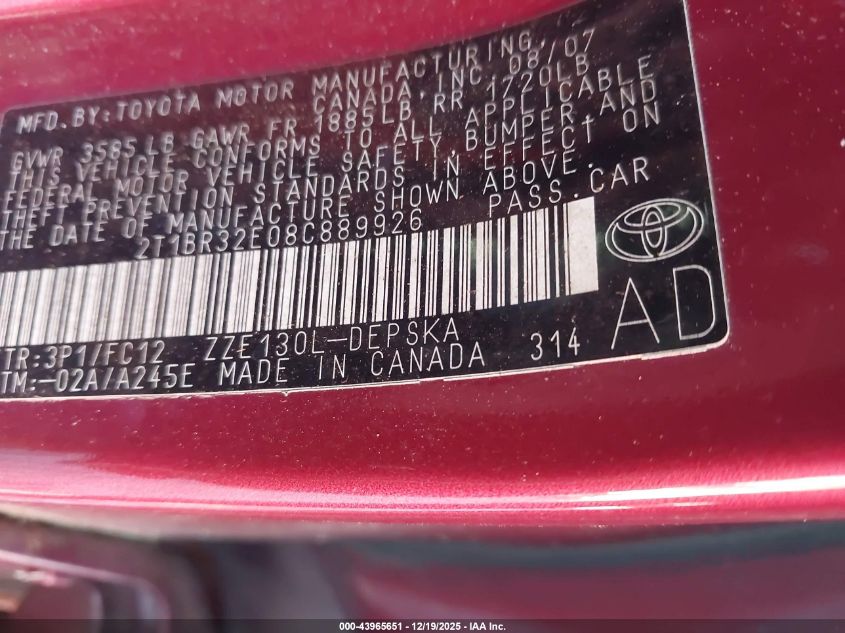 MFD. BY: TOYOTA MOTOR MANUFACTURING,
CANADA, INC. 08/07
GVWR 3585 LB GAWR FR 1885LB RR 1720LB
THIS VEHICLE CONFORMS TO ALL APPLICABLE
FEDERAL MOTOR VEHICLE SAFETY, BUMPER, AND
THEFT PREVENTION STANDARDS IN EFFECT ON
THE DATE OF MANUFACTURE SHOWN ABOVE.
2T1BR32E08C889926 PASS. CAR
TR:3P1/FC12 ZZE130L-DEPSKA
TM:-02A/A245E MADE IN CANADA 314
AD
000-43965651 | 12/19/2025 - IAA Inc.